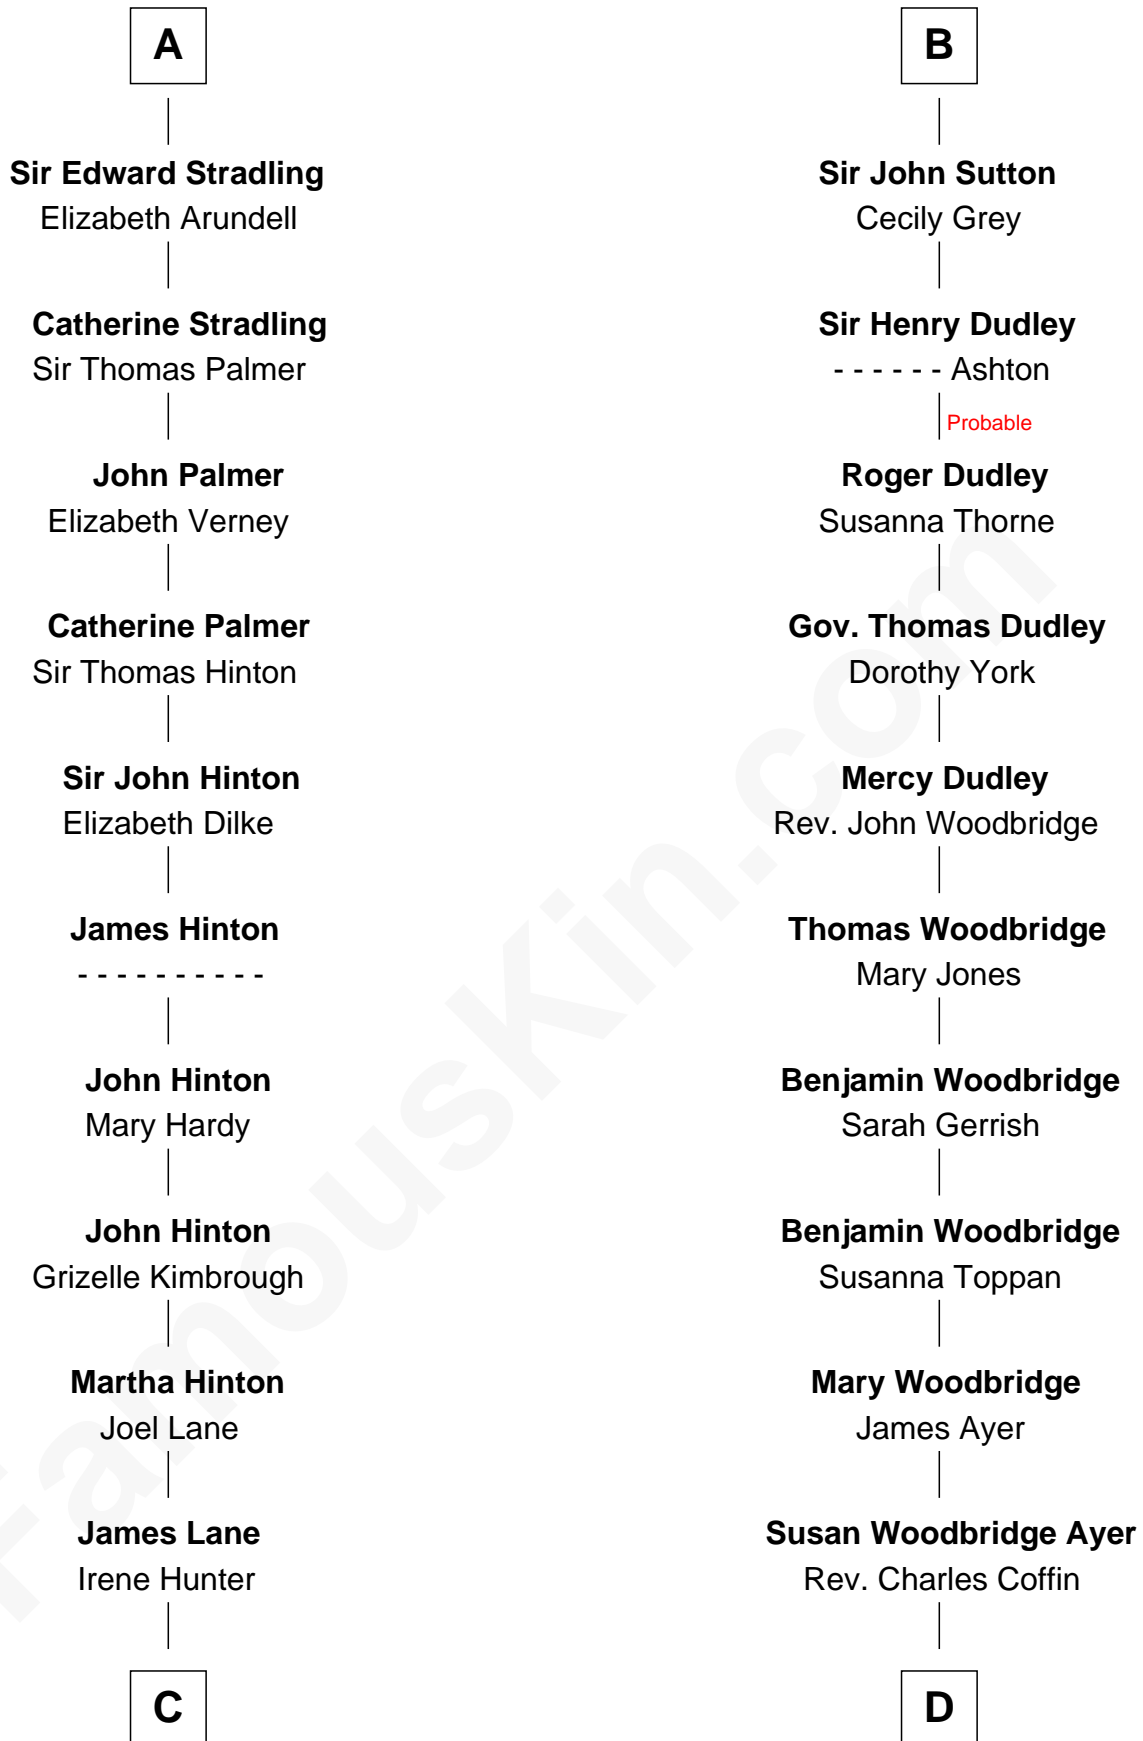 A
Sir Edward Stradling
Elizabeth Arundell
Catherine Stradling
Sir Thomas Palmer
John Palmer
Elizabeth Verney
Catherine Palmer
Sir Thomas Hinton
Sir John Hinton
Elizabeth Dilke
James Hinton
- - - - - - - - - -
John Hinton
Mary Hardy
John Hinton
Grizelle Kimbrough
Martha Hinton
Joel Lane
James Lane
Irene Hunter
C
B
Sir John Sutton
Cecily Grey
Sir Henry Dudley
- - - - - - Ashton
Probable
Roger Dudley
Susanna Thorne
Gov. Thomas Dudley
Dorothy York
Mercy Dudley
Rev. John Woodbridge
Thomas Woodbridge
Mary Jones
Benjamin Woodbridge
Sarah Gerrish
Benjamin Woodbridge
Susanna Toppan
Mary Woodbridge
James Ayer
Susan Woodbridge Ayer
Rev. Charles Coffin
D
FamousKin.com